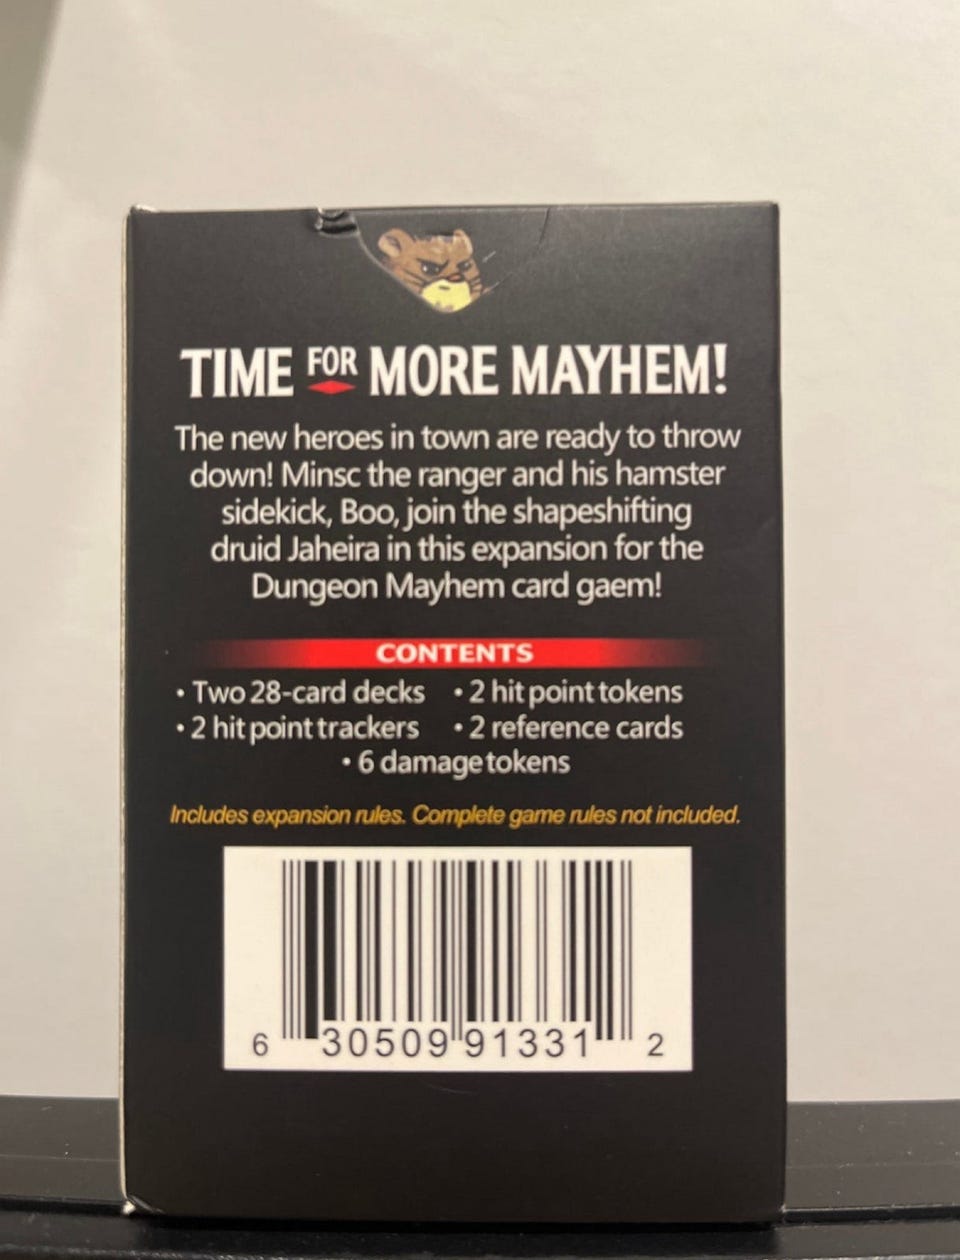 TIME FOR MORE MAYHEM!
The new heroes in town are ready to throw
down! Minsc the ranger and his hamster
sidekick, Boo, join the shapeshifting
druid Jaheira in this expansion for the
Dungeon Mayhem card gaem!
CONTENTS
• Two 28-card decks • 2 hit point tokens
• 2 hit point trackers • 2 reference cards
• 6 damage tokens
Includes expansion rules. Complete game rules not included.
6 30509 91331 2